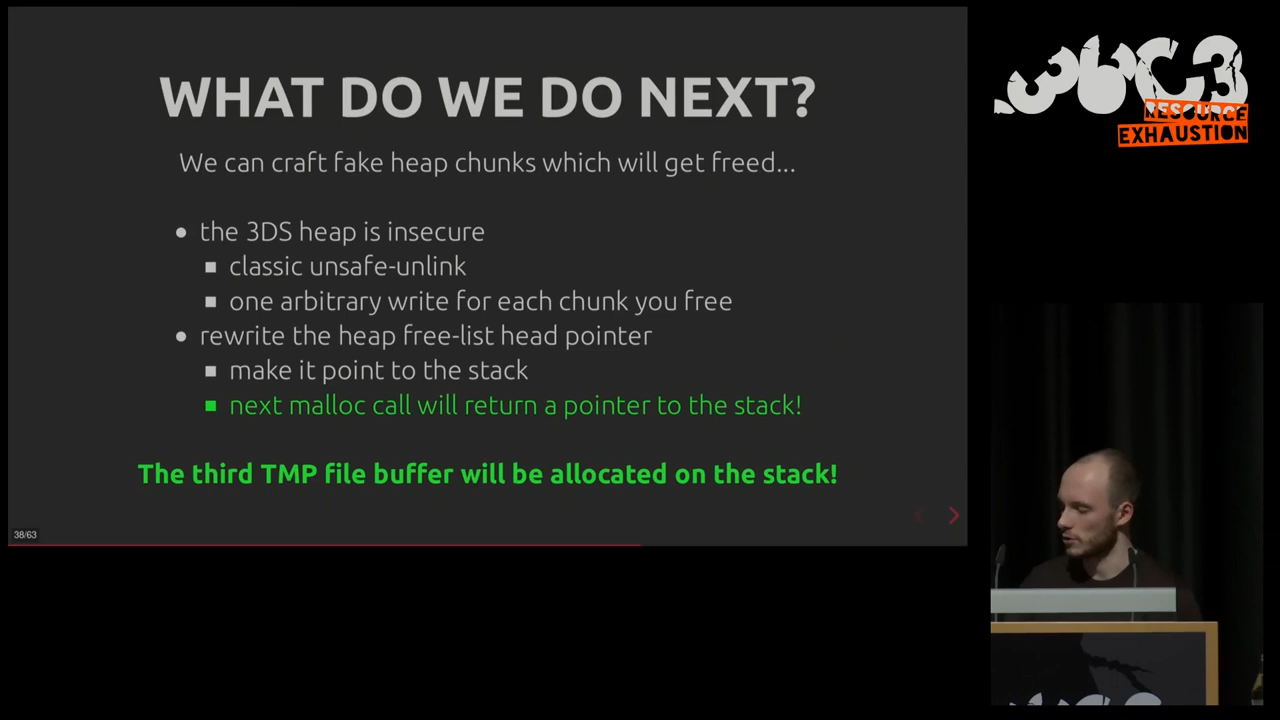 WHAT DO WE DO NEXT?
We can craft fake heap chunks which will get freed...
the 3DS heap is insecure
classic unsafe-unlink
one arbitrary write for each chunk you free
rewrite the heap free-list head pointer
make it point to the stack
next malloc call will return a pointer to the stack!
The third TMP file buffer will be allocated on the stack!
38/63
36C3
RESOURCE
EXHAUSTION